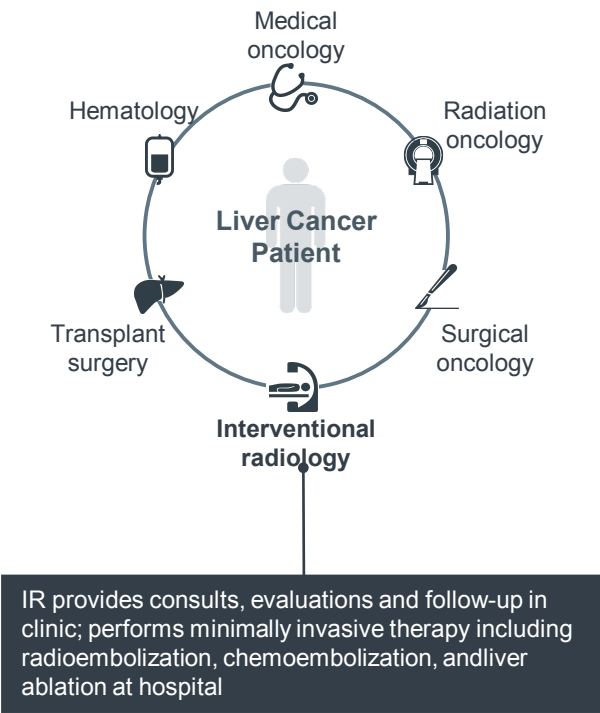 Medical
oncology
Hematology
Radiation
oncology
Liver Cancer
Patient
Transplant
surgery
Surgical
oncology
Interventional
radiology
IR provides consults, evaluations and follow-up in
clinic; performs minimally invasive therapy including
radioembolization, chemoembolization, andliver
ablation at hospital